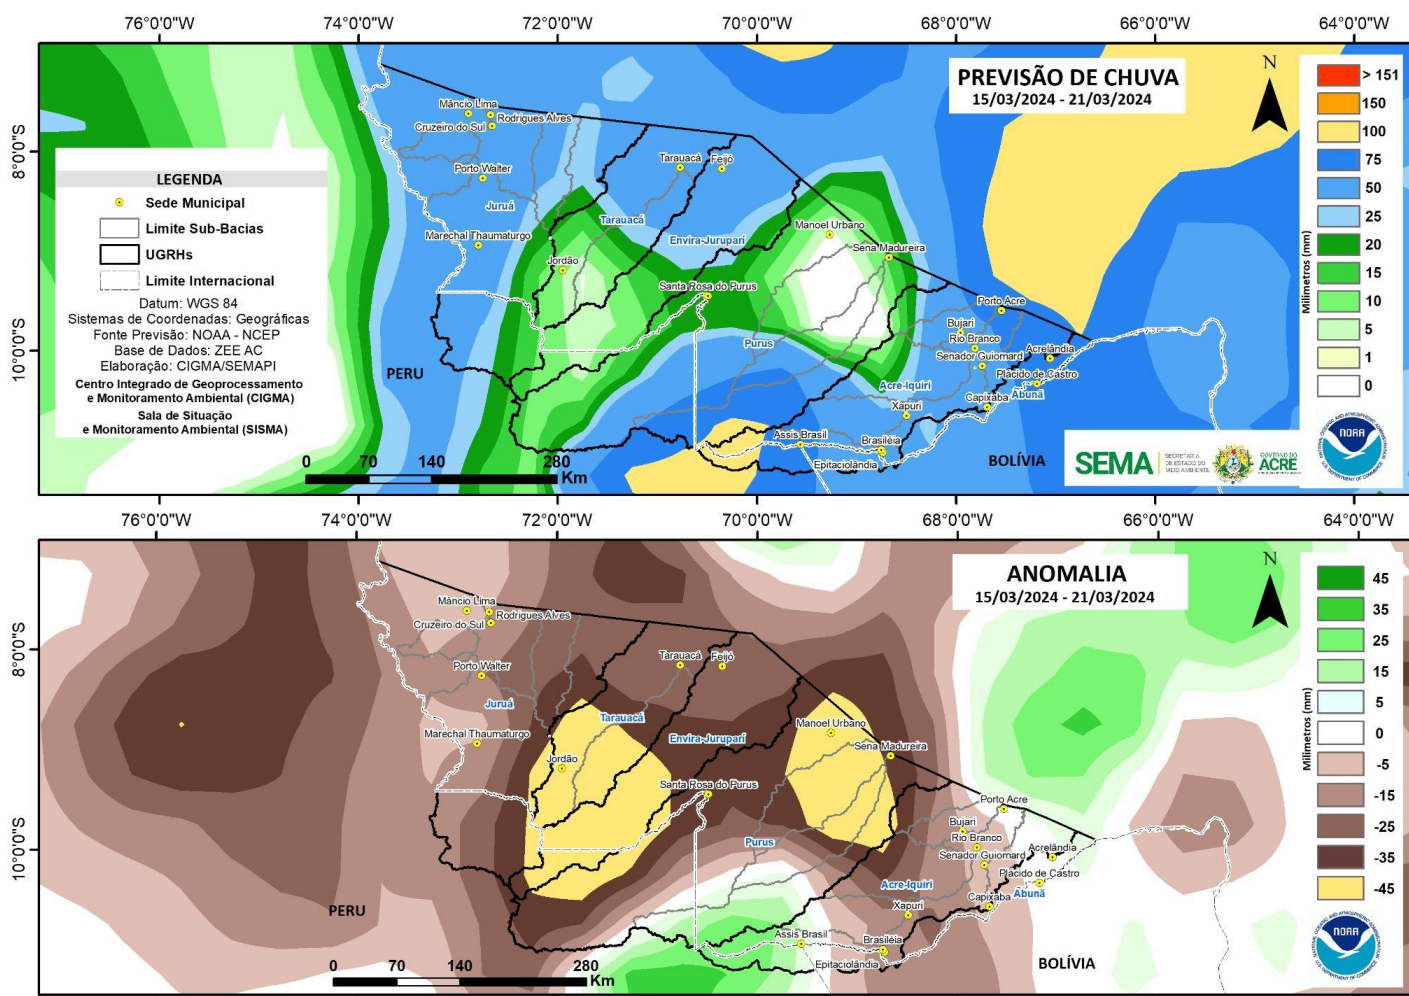 76°0'0"W 74°0'0"W 72°0'0"W 70°0'0"W 68°0'0"W 66°0'0"W 64°0'0"W
8°0'0"S
10°0'0"S
PREVISÃO DE CHUVA
15/03/2024 - 21/03/2024
N
> 151
150
100
75
50
25
20
15
10
5
1
0
Milímetros (mm)
LEGENDA
Sede Municipal
Limite Sub-Bacias
UGRHs
Limite Internacional
Datum: WGS 84
Sistemas de Coordenadas: Geográficas
Fonte Previsão: NOAA - NCEP
Base de Dados: ZEE AC
Elaboração: CIGMA/SEMAPI
Centro Integrado de Geoprocessamento
e Monitoramento Ambiental (CIGMA)
Sala de Situação
e Monitoramento Ambiental (SISMA)
Mâncio Lima
Rodrigues Alves
Cruzeiro do Sul
Porto Walter
Juruá
Marechal Thaumaturgo
Tarauacá
Feijó
Tarauacá
Envira-Juruparí
Jordão
Santa Rosa do Purus
Manoel Urbano
Sena Madureira
Purus
Porto Acre
Bujari
Rio Branco
Senador Guiomard
Acrelândia
Plácido de Castro
Abunã
Acre-Iquiri
Capixaba
Xapuri
Assis Brasil
Brasiléia
Epitaciolândia
PERU
BOLÍVIA
0 70 140 280
Km
SEMA
SECRETARIA
DE ESTADO DO
MEIO AMBIENTE
GOVERNO DO
ACRE
NOAA
76°0'0"W 74°0'0"W 72°0'0"W 70°0'0"W 68°0'0"W 66°0'0"W 64°0'0"W
8°0'0"S
10°0'0"S
ANOMALIA
15/03/2024 - 21/03/2024
N
45
35
25
15
5
0
-5
-15
-25
-35
-45
Milímetros (mm)
Mâncio Lima
Rodrigues Alves
Cruzeiro do Sul
Porto Walter
Juruá
Marechal Thaumaturgo
Tarauacá
Feijó
Tarauacá
Envira-Juruparí
Jordão
Santa Rosa do Purus
Manoel Urbano
Sena Madureira
Purus
Porto Acre
Bujari
Rio Branco
Senador Guiomard
Acrelândia
Plácido de Castro
Abunã
Acre-Iquiri
Capixaba
Xapuri
Assis Brasil
Brasiléia
Epitaciolândia
PERU
BOLÍVIA
0 70 140 280
Km
NOAA